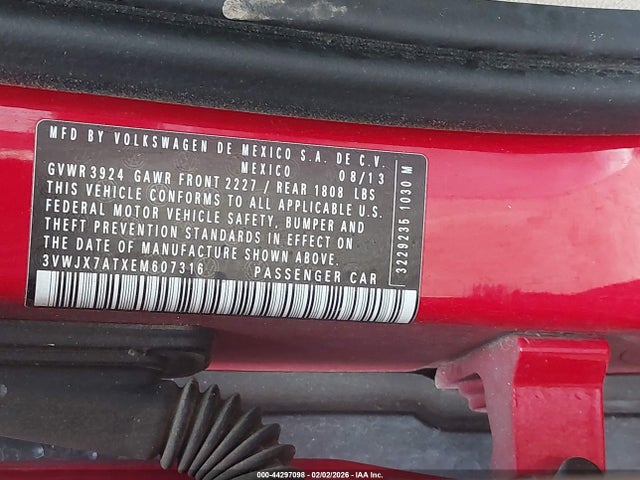 MFD BY VOLKSWAGEN DE MEXICO S.A. DE C.V.
MEXICO 08/13
GVWR 3924 GAWR FRONT 2227 / REAR 1808 LBS
THIS VEHICLE CONFORMS TO ALL APPLICABLE U.S.
FEDERAL MOTOR VEHICLE SAFETY, BUMPER AND
THEFT PREVENTION STANDARDS IN EFFECT ON
THE DATE OF MANUFACTURE SHOWN ABOVE.
3VWJX7ATXEM607316 PASSENGER CAR
3229235 1030 M
000-44297098 - 02/02/2026 - IAA Inc.